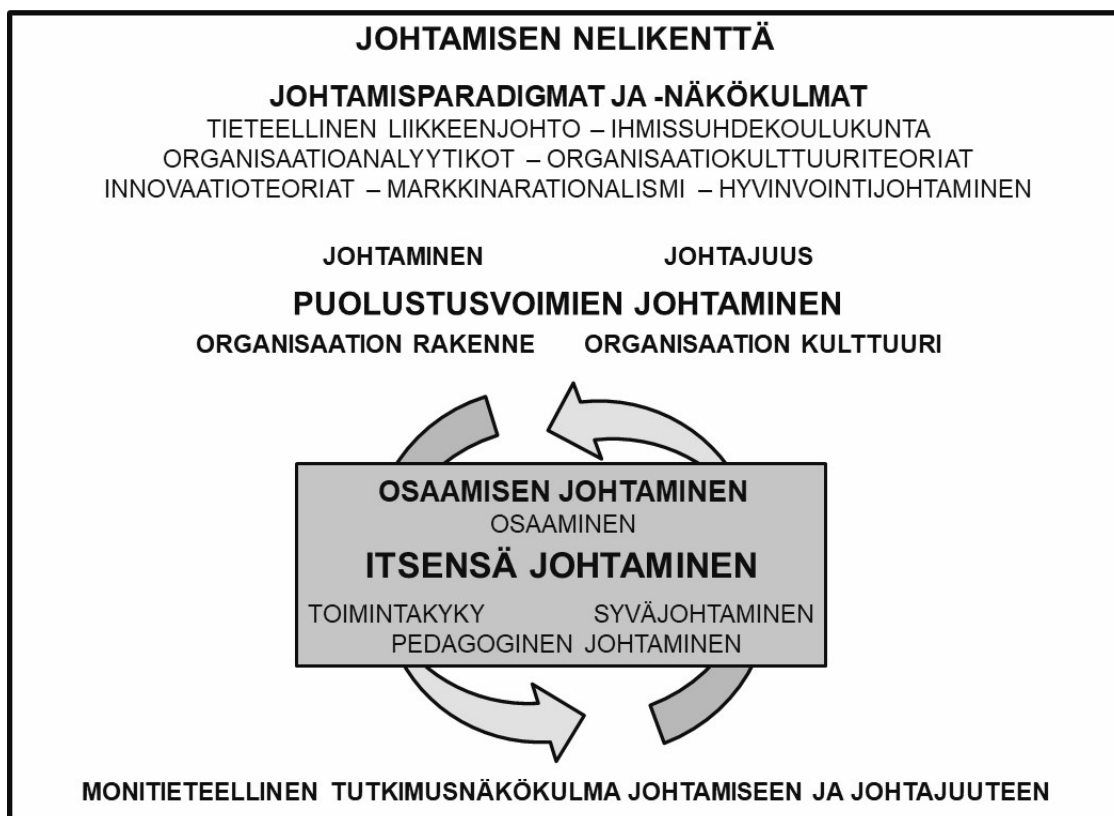 JOHTAMISEN NELIKENTTÄ
JOHTAMISPARADIGMAT JA -NÄKÖKULMAT
TIETEELLINEN LIIKKEENJOHTO – IHMISSUHDEKOULUKUNTA
ORGANISAATIOANALYYTIKOT – ORGANISAATIOKULTTUURITEORIAT
INNOVAATIOTEORIAT – MARKKINARATIONALISMI – HYVINVOINTIJOHTAMINEN
JOHTAMINEN JOHTAJUUS
PUOLUSTUSVOIMIEN JOHTAMINEN
ORGANISAATION RAKENNE ORGANISAATION KULTTUURI
OSAAMISEN JOHTAMINEN
OSAAMINEN
ITSENSÄ JOHTAMINEN
TOIMINTAKYKY SYVÄJOHTAMINEN
PEDAGOGINEN JOHTAMINEN
MONITIETEELLINEN TUTKIMUSNÄKÖKULMA JOHTAMISEEN JA JOHTAJUUTEEN